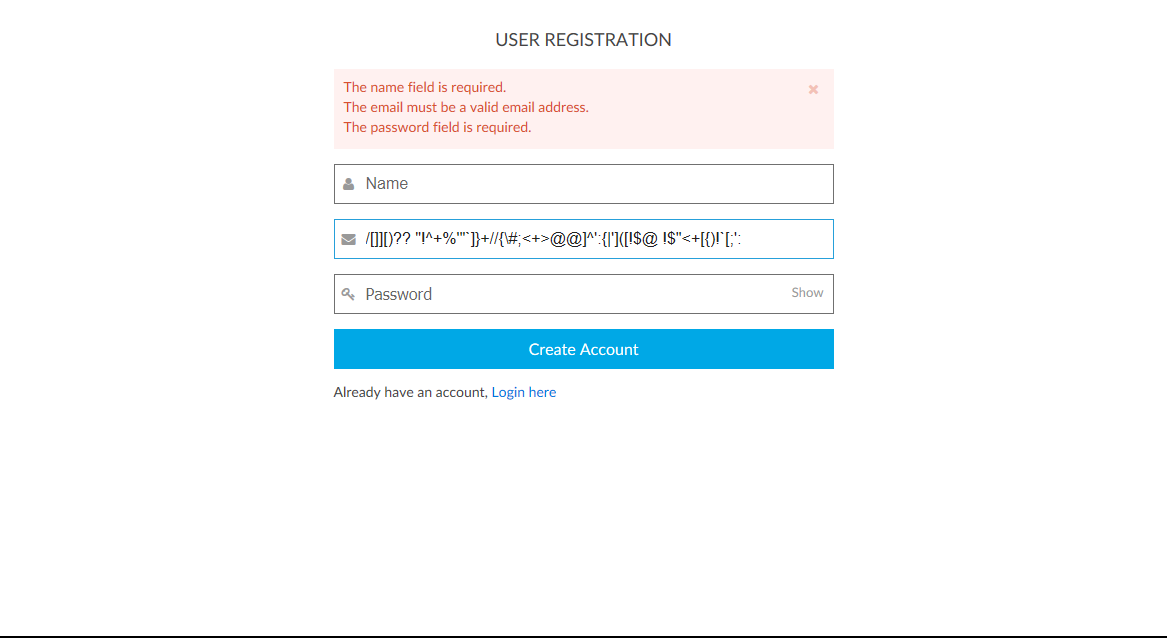 USER REGISTRATION
The name field is required.
The email must be a valid email address.
The password field is required.
Name
/[]][)?? "!^+%'"`]}+//{\#;<+>@@]^':{|']([!$@ !$"<+[{)!`[;':
Password
Show
Create Account
Already have an account, Login here